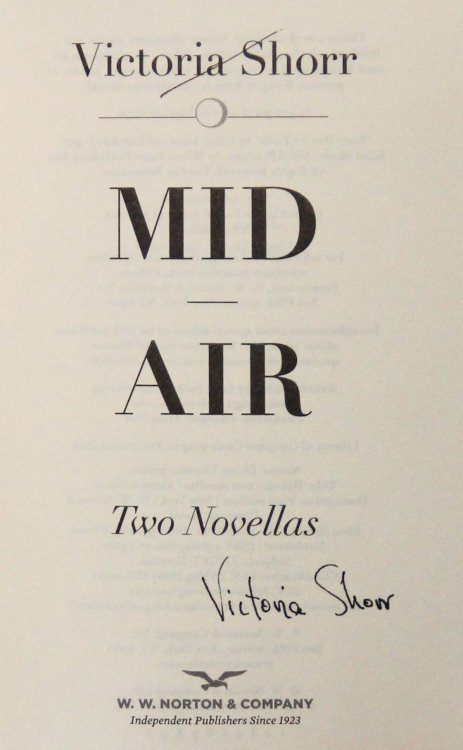 Victoria Shorr
MID
AIR
Two Novellas
Victoria Shorr
W. W. NORTON & COMPANY
Independent Publishers Since 1923